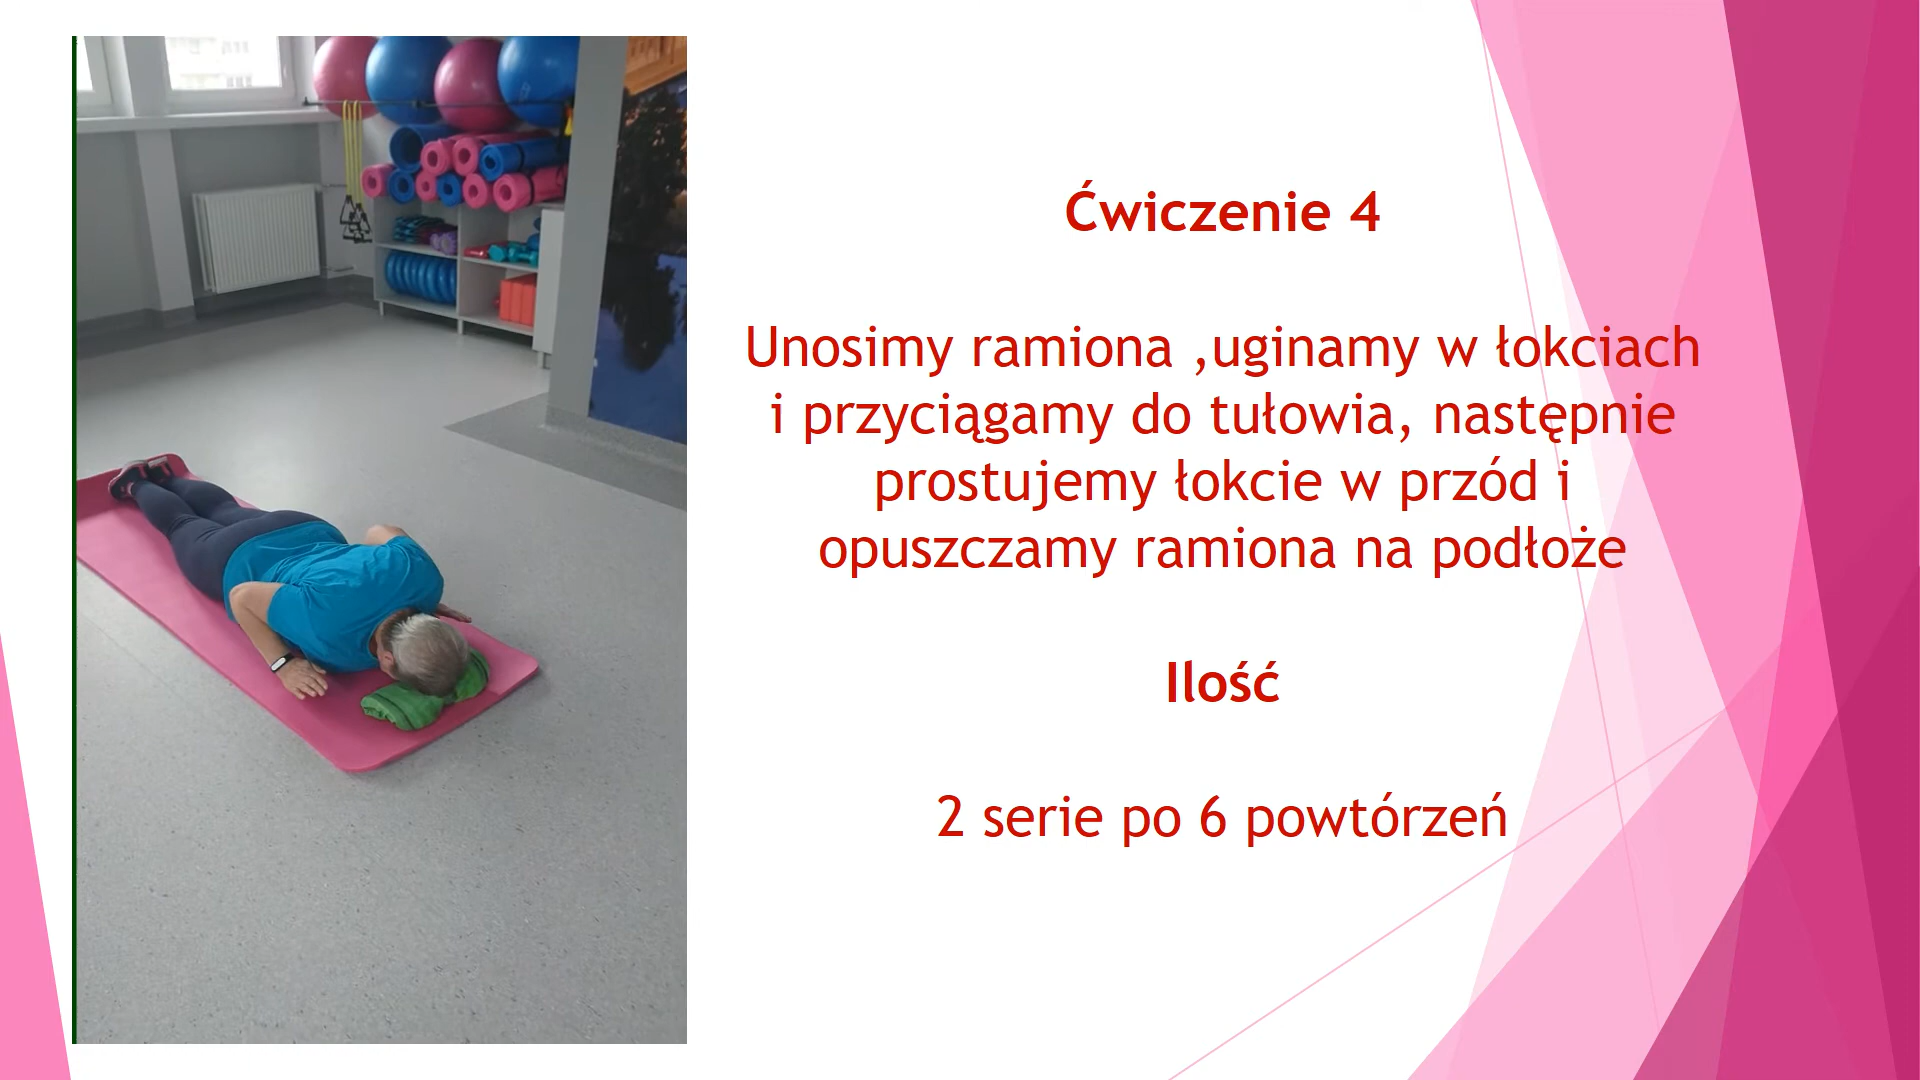 Ćwiczenie 4
Unosimy ramiona ,uginamy w łokciach
i przyciągamy do tułowia, następnie
prostujemy łokcie w przód i
opuszczamy ramiona na podłoże
Ilość
2 serie po 6 powtórzeń